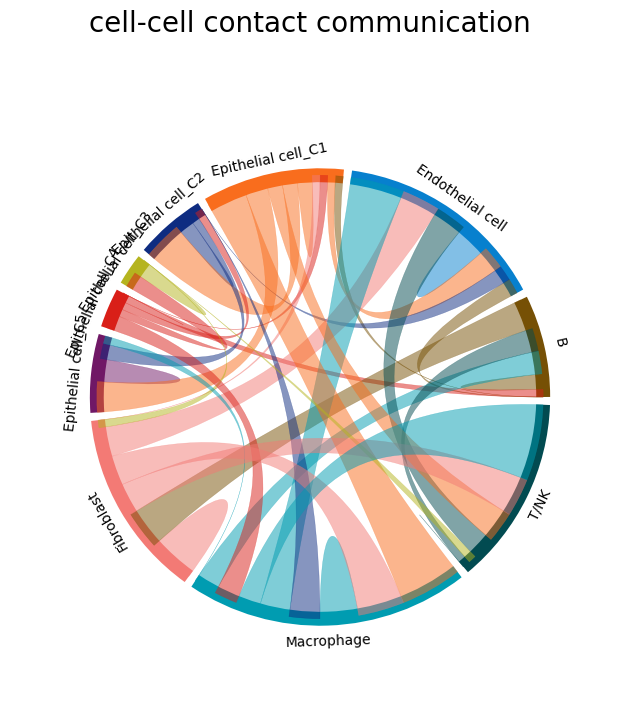 cell-cell contact communication
Epithelial cell_C1
Endothelial cell
Epithelial cell_C2
B
T/NK
Macrophage
Fibroblast